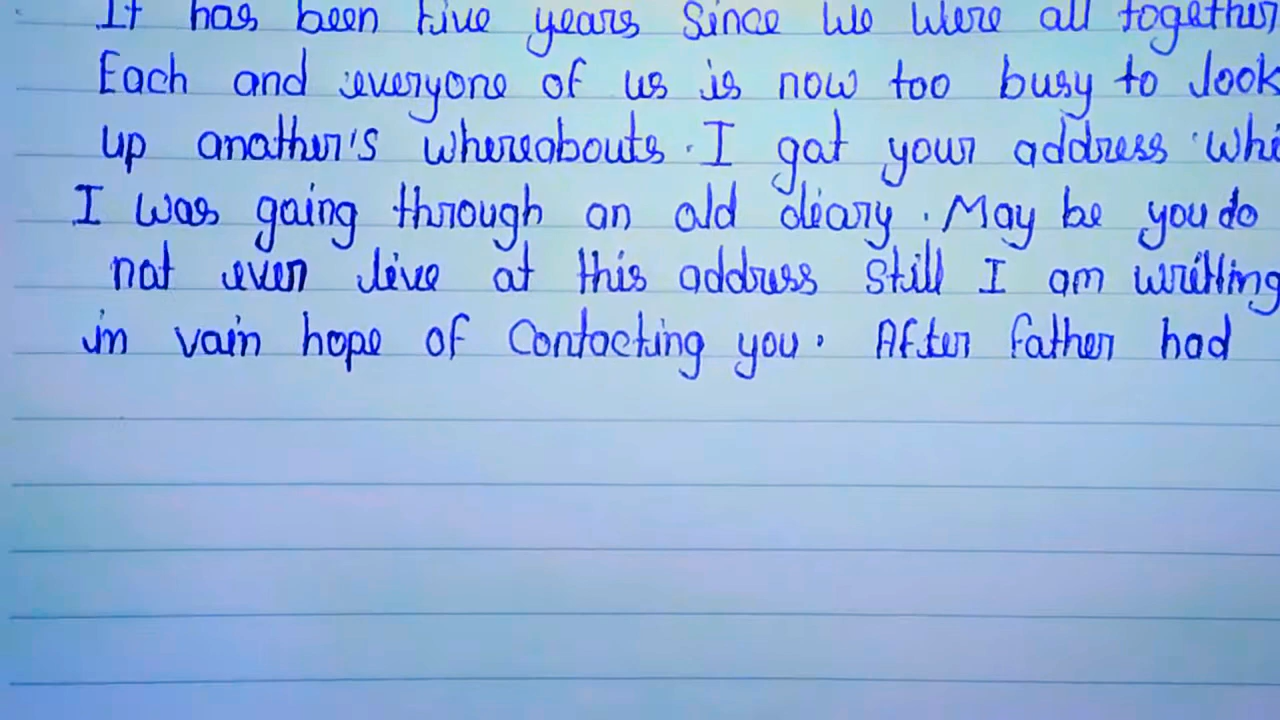 It has been five years Since we were all together
Each and everyone of us is now too busy to look
up another's whereabouts. I got your address whi
I was going through an old diary. May be you do
not even live at this address still I am writting
in vain hope of Contacting you. After father had